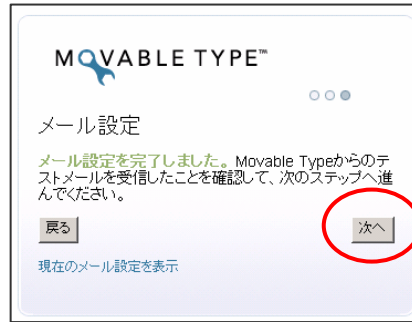 MOVABLE TYPE™
メール設定
メール設定を完了しました。Movable Typeからのテ
ストメールを受信したことを確認して、次のステップへ進
んでください。
戻る
次へ
現在のメール設定を表示